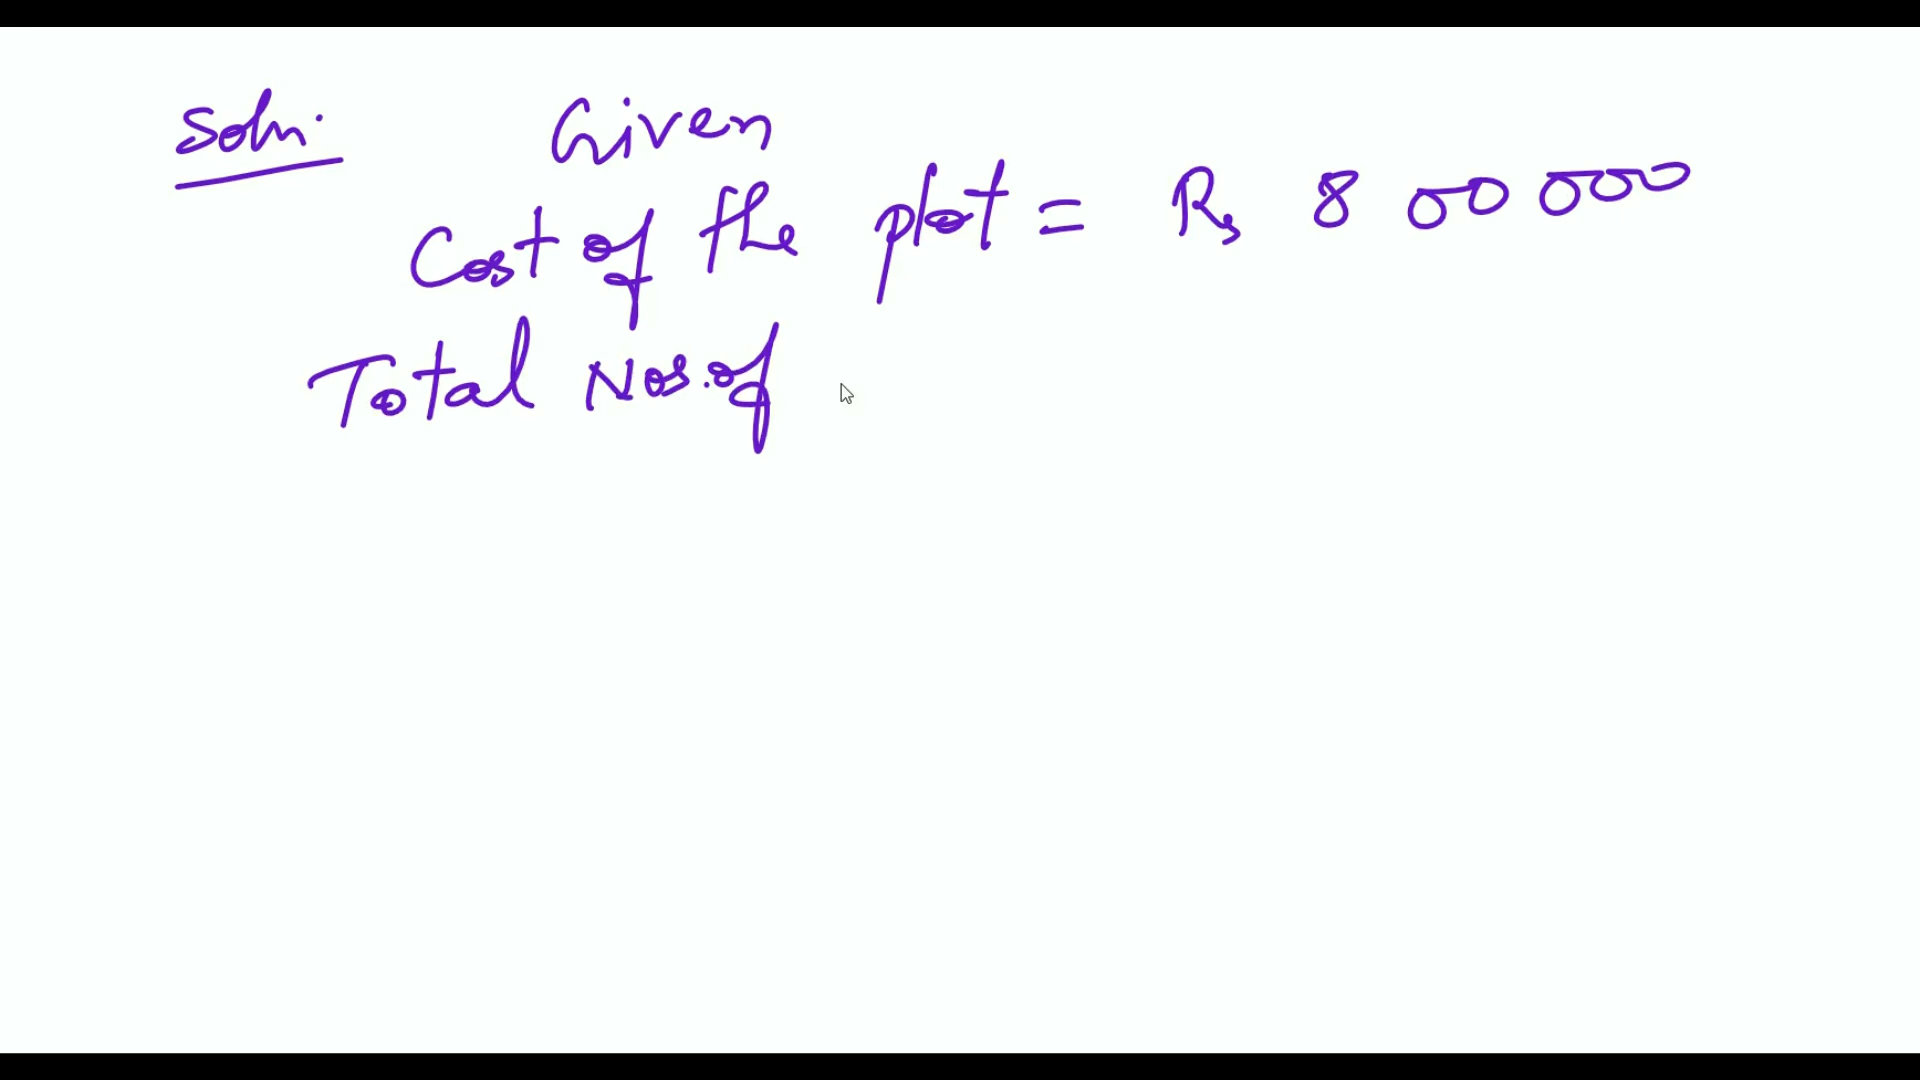 Soln.
Given
Cost of the plot = Rs 8 00 000
Total Nos. of